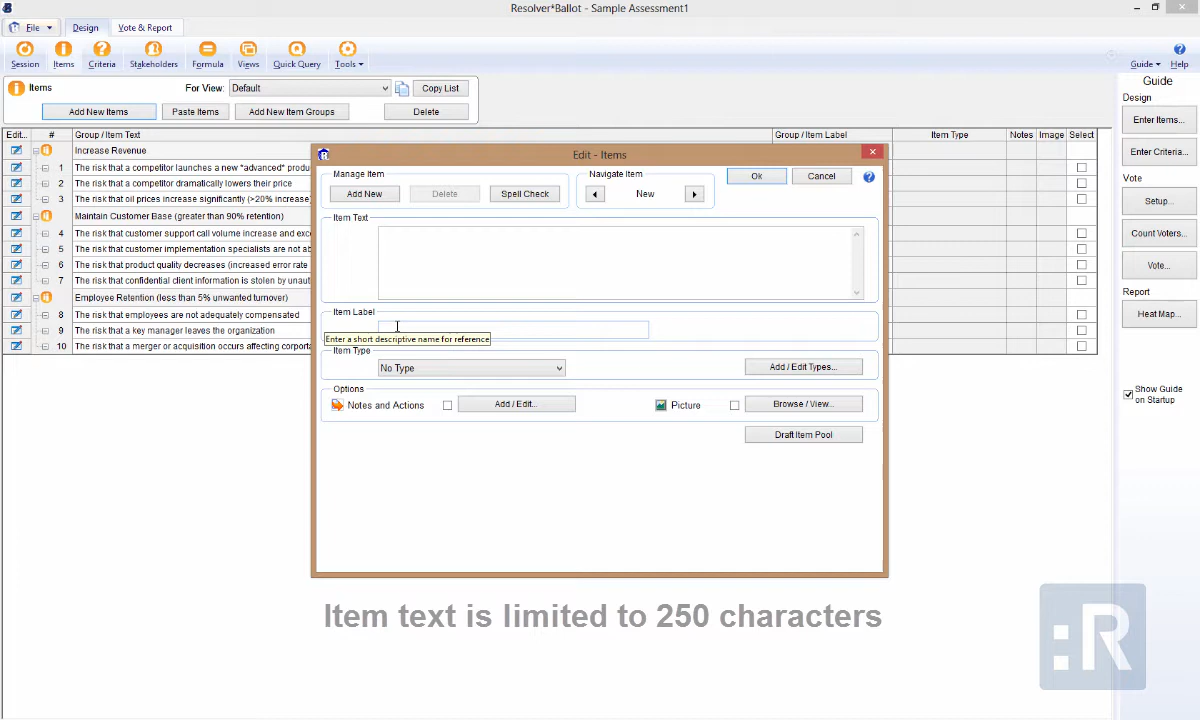 Resolver*Ballot - Sample Assessment1
File
Design
Vote & Report
Session
Items
Criteria
Stakeholders
Formula
Views
Quick Query
Tools
Guide
Help
Items
For View:
Default
Copy List
Add New Items
Paste Items
Add New Item Groups
Delete
Edit...
#
Group / Item Text
Group / Item Label
Item Type
Notes
Image
Select
Increase Revenue
1 The risk that a competitor launches a new *advanced* produ
2 The risk that a competitor dramatically lowers their price
3 The risk that oil prices increase significantly (>20% increase)
Maintain Customer Base (greater than 90% retention)
4 The risk that customer support call volume increase and exc
5 The risk that customer implementation specialists are not ab
6 The risk that product quality decreases (increased error rate
7 The risk that confidential client information is stolen by unaut
Employee Retention (less than 5% unwanted turnover)
8 The risk that employees are not adequately compensated
9 The risk that a key manager leaves the organization
10 The risk that a merger or acquisition occurs affecting corpora
Edit - Items
Manage Item
Add New
Delete
Spell Check
Navigate Item
New
Ok
Cancel
Item Text
Item Label
Enter a short descriptive name for reference
Item Type
No Type
Add / Edit Types...
Options
Notes and Actions
Add / Edit...
Picture
Browse / View...
Draft Item Pool
Guide
Design
Enter Items...
Enter Criteria...
Vote
Setup...
Count Voters...
Vote...
Report
Heat Map...
Show Guide
on Startup
Item text is limited to 250 characters
:R